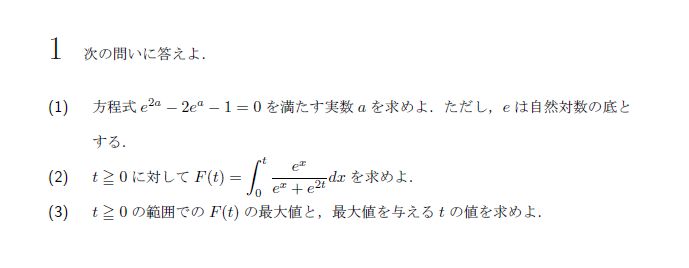 1 次の問いに答えよ．
(1) 方程式 $e^{2a} - 2e^a - 1 = 0$ を満たす実数 $a$ を求めよ．ただし，$e$ は自然対数の底と
する．
(2) $t \geqq 0$ に対して $F(t) = \int_0^t \frac{e^x}{e^x + e^{2t}} dx$ を求めよ．
(3) $t \geqq 0$ の範囲での $F(t)$ の最大値と，最大値を与える $t$ の値を求めよ．